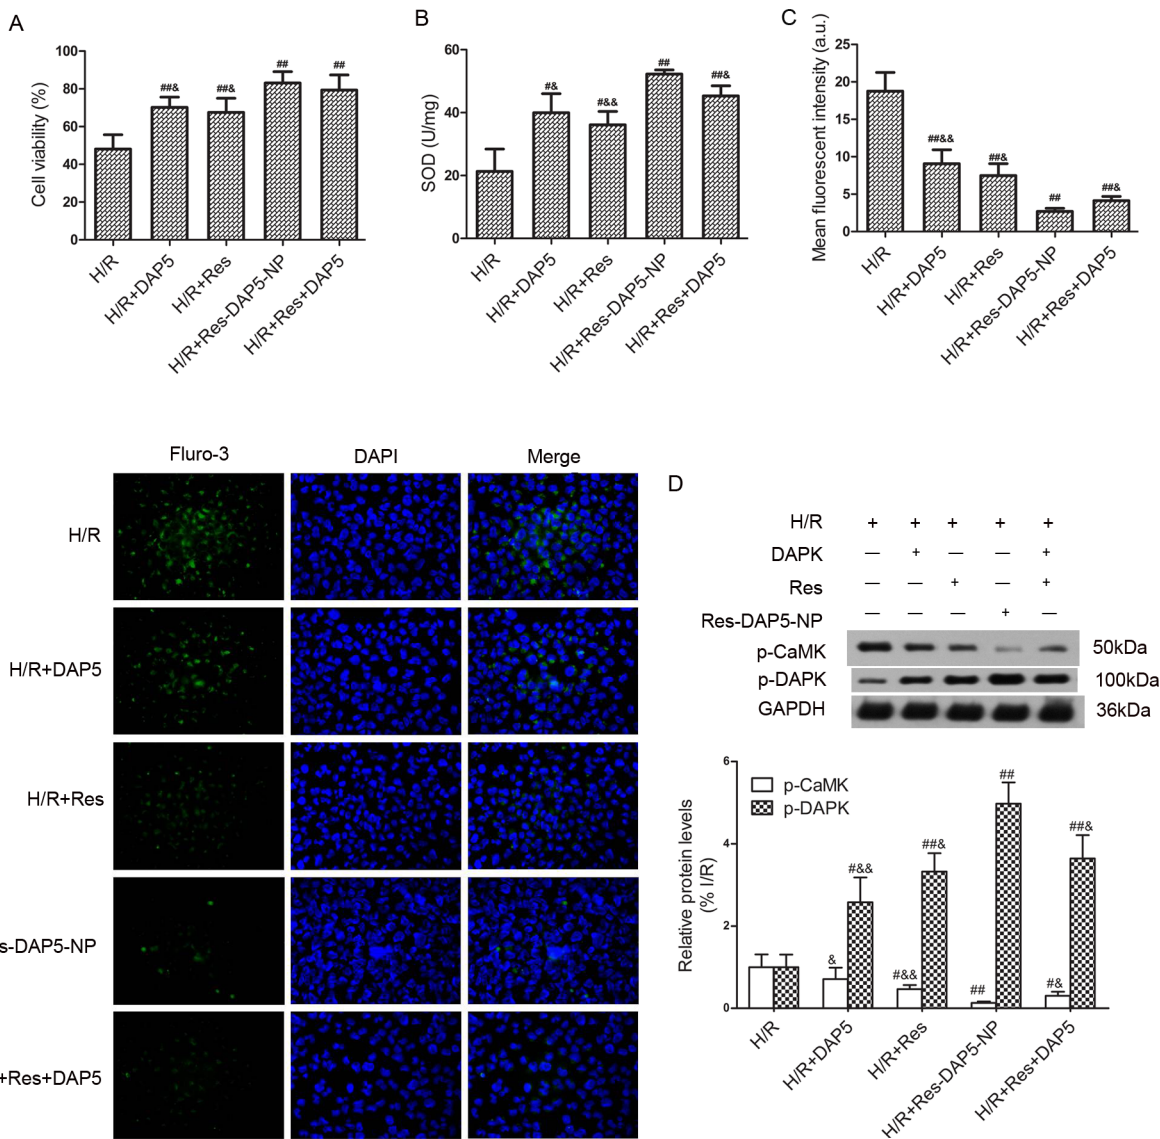 A
Cell viability (%)
100
80
60
40
20
0
##&
##&
##
##
H/R
H/R+DAP5
H/R+Res
H/R+Res-DAP5-NP
H/R+Res+DAP5
B
SOD (U/mg)
60
40
20
0
#&
#&&
##
##&
H/R
H/R+DAP5
H/R+Res
H/R+Res-DAP5-NP
H/R+Res+DAP5
C
Mean fluorescent intensity (a.u.)
25
20
15
10
5
0
##&&
##&
##
##&
H/R
H/R+DAP5
H/R+Res
H/R+Res-DAP5-NP
H/R+Res+DAP5
Fluro-3 DAPI Merge
H/R
H/R+DAP5
H/R+Res
s-DAP5-NP
+Res+DAP5
D
H/R + + + + +
DAPK — + — — +
Res — — + — +
Res-DAP5-NP — — — + —
p-CaMK 50kDa
p-DAPK 100kDa
GAPDH 36kDa
Relative protein levels
(% I/R)
6
4
2
0
p-CaMK
p-DAPK
&
#&&
#&&
##&
##
##
#&
##&
H/R
H/R+DAP5
H/R+Res
H/R+Res-DAP5-NP
H/R+Res+DAP5